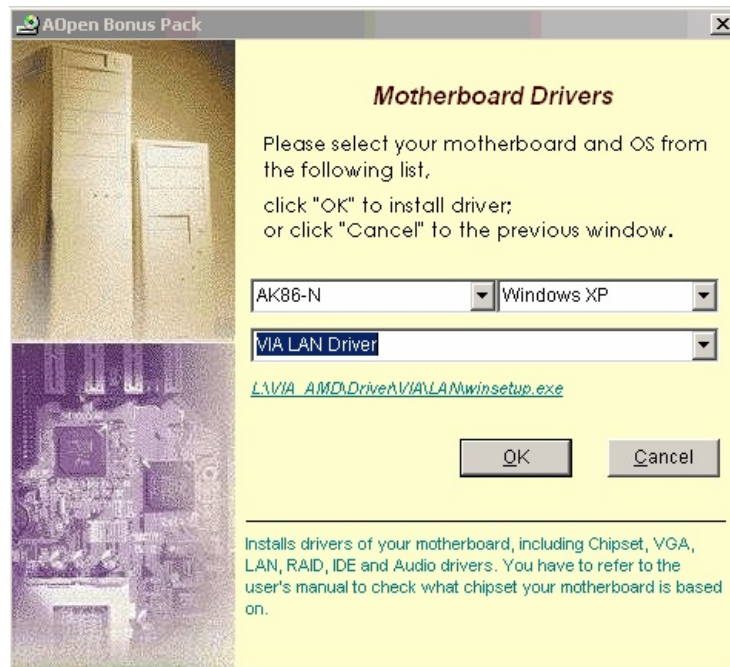 AOpen Bonus Pack
Motherboard Drivers
Please select your motherboard and OS from
the following list,
click "OK" to install driver;
or click "Cancel" to the previous window.
AK86-N
Windows XP
VIA LAN Driver
L:\VIA_AMD\Driver\VIA\LAN\winsetup.exe
OK
Cancel
Installs drivers of your motherboard, including Chipset, VGA,
LAN, RAID, IDE and Audio drivers. You have to refer to the
user's manual to check what chipset your motherboard is based
on.